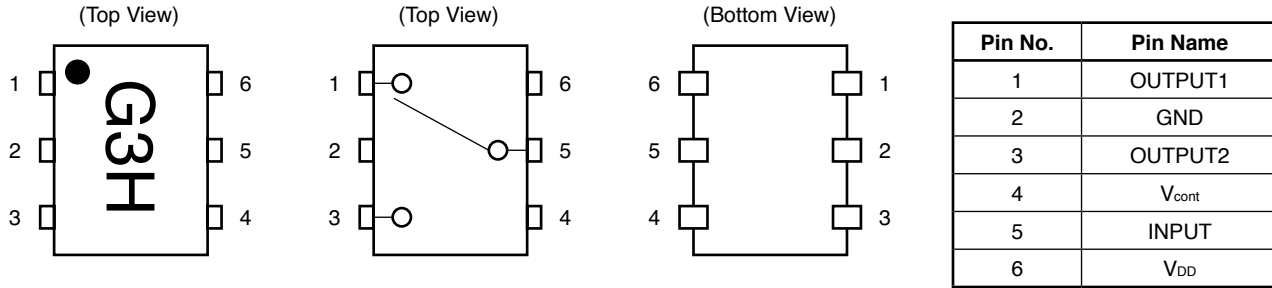 (Top View)
1 6
2 5
3 4
G3H
(Top View)
1 6
2 5
3 4
(Bottom View)
6 1
5 2
4 3
Pin No. Pin Name
1 OUTPUT1
2 GND
3 OUTPUT2
4 Vcont
5 INPUT
6 VDD